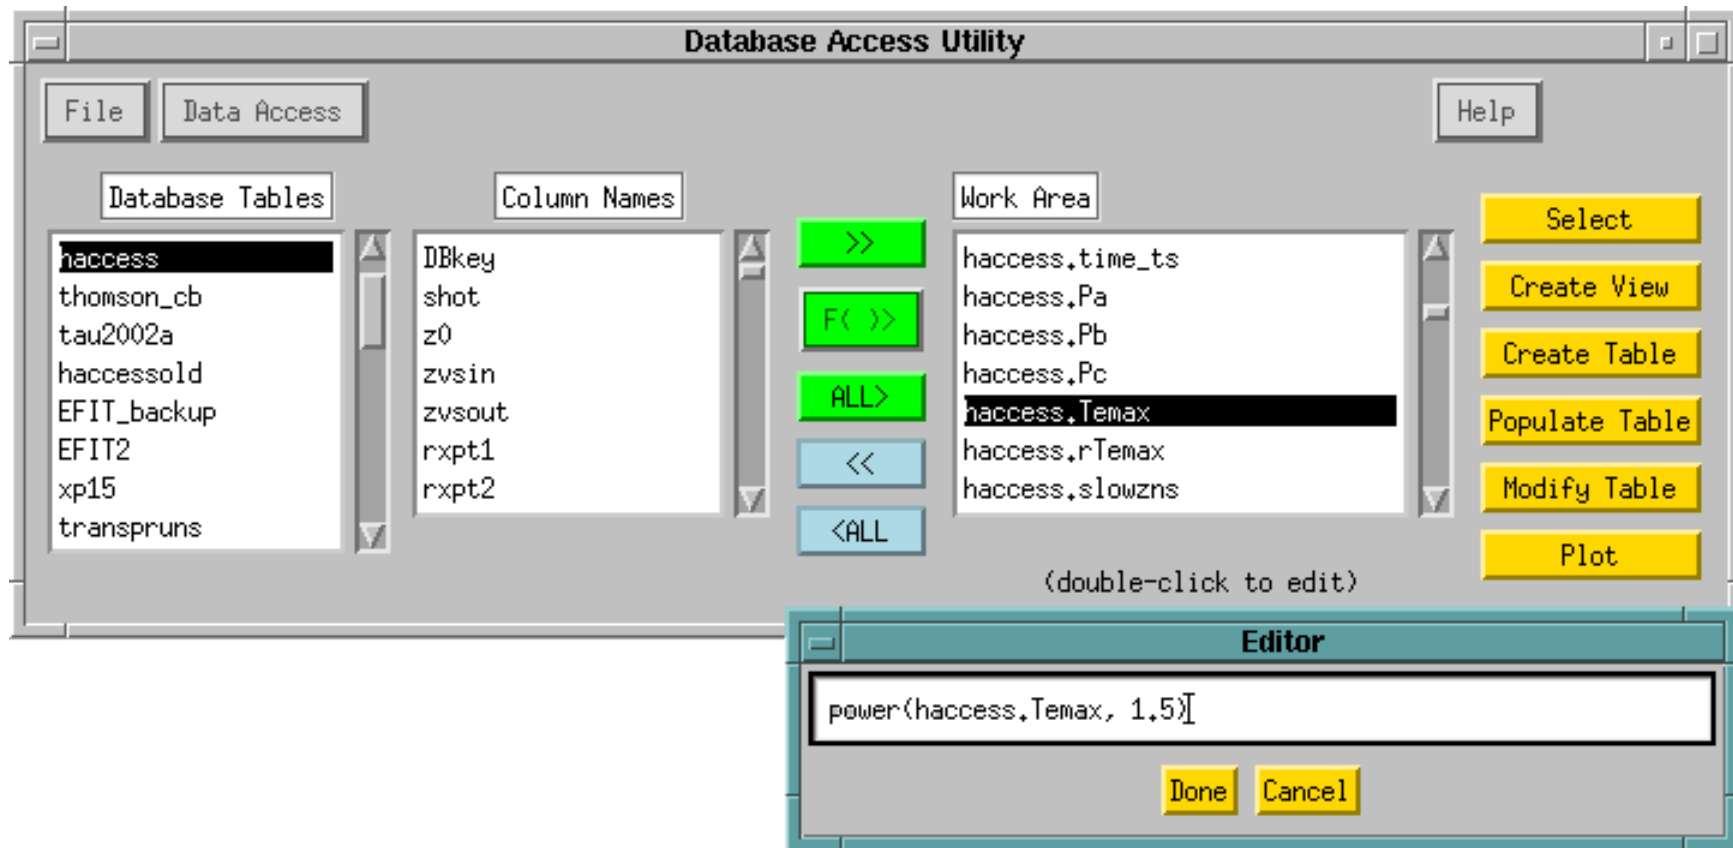 Database Access Utility
File
Data Access
Help
Database Tables
haccess
thomson_cb
tau2002a
haccessold
EFIT_backup
EFIT2
xp15
transpruns
Column Names
DBkey
shot
z0
zvsin
zvsout
rxpt1
rxpt2
>>
F( )>
ALL>
<<
<ALL
Work Area
haccess.time_ts
haccess.Pa
haccess.Pb
haccess.Pc
haccess.Temax
haccess.rTemax
haccess.slowzns
(double-click to edit)
Select
Create View
Create Table
Populate Table
Modify Table
Plot
Editor
power(haccess.Temax, 1.5)
Done
Cancel